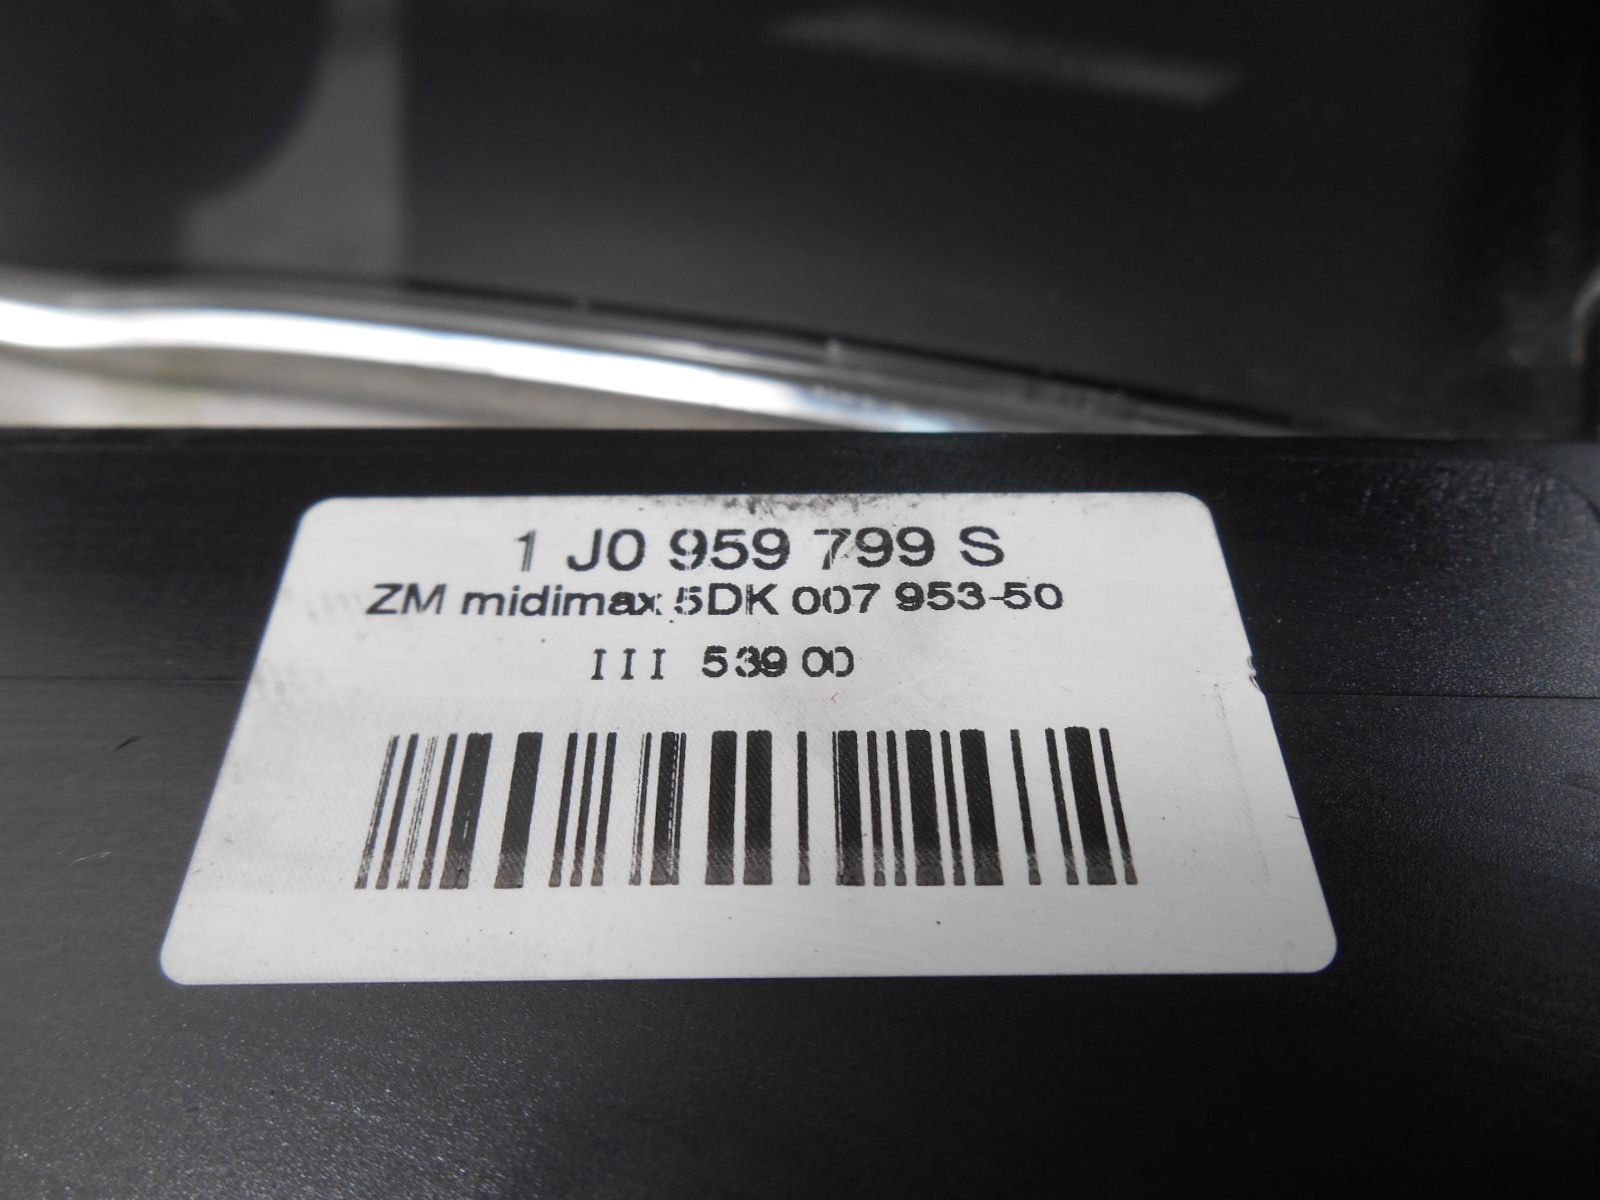 1 J0 959 799 S
ZM midimax 5DK 007 953-50
III 539 00